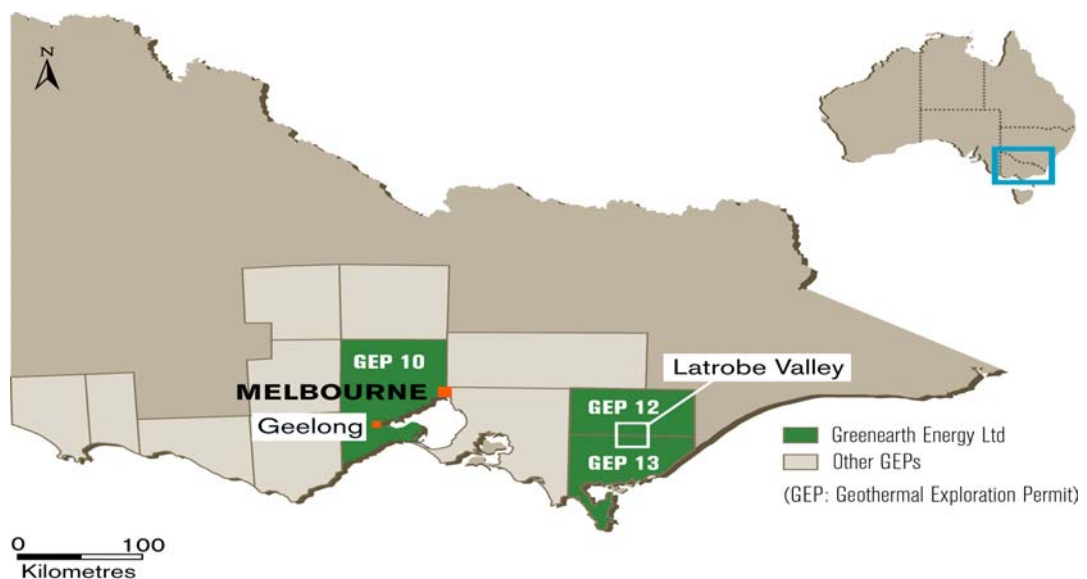 N
GEP 10
MELBOURNE
Geelong
Latrobe Valley
GEP 12
GEP 13
Greenearth Energy Ltd
Other GEPs
(GEP: Geothermal Exploration Permit)
0 100
Kilometres